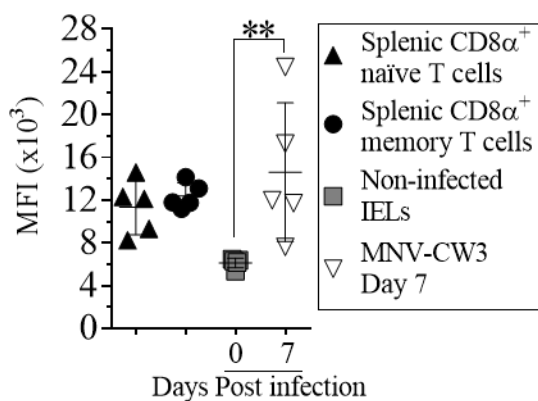 **
28
24
20
16
12
8
4
0
MFI (x10³)
0 7
Days Post infection
Splenic CD8α⁺
naïve T cells
Splenic CD8α⁺
memory T cells
Non-infected
IELs
MNV-CW3
Day 7